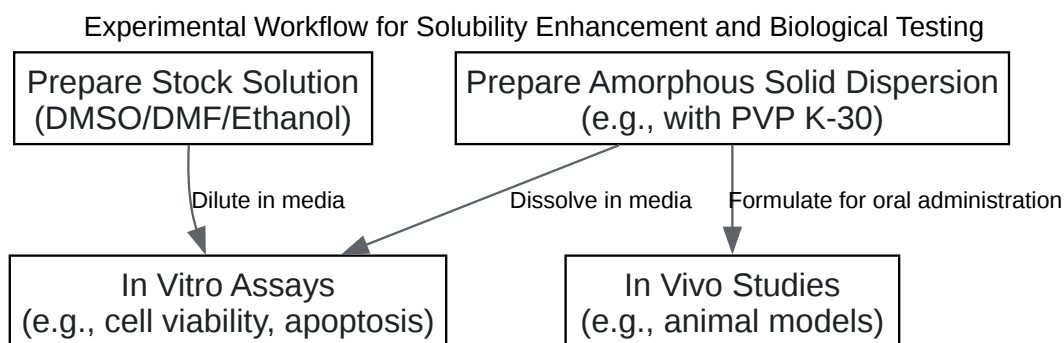 Experimental Workflow for Solubility Enhancement and Biological Testing
Prepare Stock Solution
(DMSO/DMF/Ethanol)
Prepare Amorphous Solid Dispersion
(e.g., with PVP K-30)
Dilute in media
Dissolve in media
Formulate for oral administration
In Vitro Assays
(e.g., cell viability, apoptosis)
In Vivo Studies
(e.g., animal models)